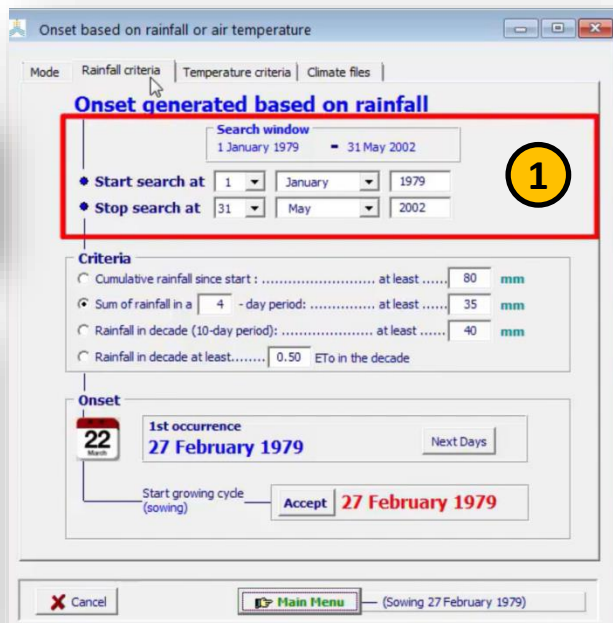 Onset based on rainfall or air temperature
Mode Rainfall criteria Temperature criteria Climate files
Onset generated based on rainfall
Search window
1 January 1979 - 31 May 2002
Start search at 1 January 1979
Stop search at 31 May 2002
1
Criteria
Cumulative rainfall since start : ............................ at least ...... 80 mm
Sum of rainfall in a 4 - day period: ..................... at least ...... 35 mm
Rainfall in decade (10-day period): ...................... at least ...... 40 mm
Rainfall in decade at least........ 0.50 ETo in the decade
Onset
22
March
1st occurrence
27 February 1979
Next Days
Start growing cycle
(sowing)
Accept 27 February 1979
Cancel Main Menu (Sowing 27 February 1979)